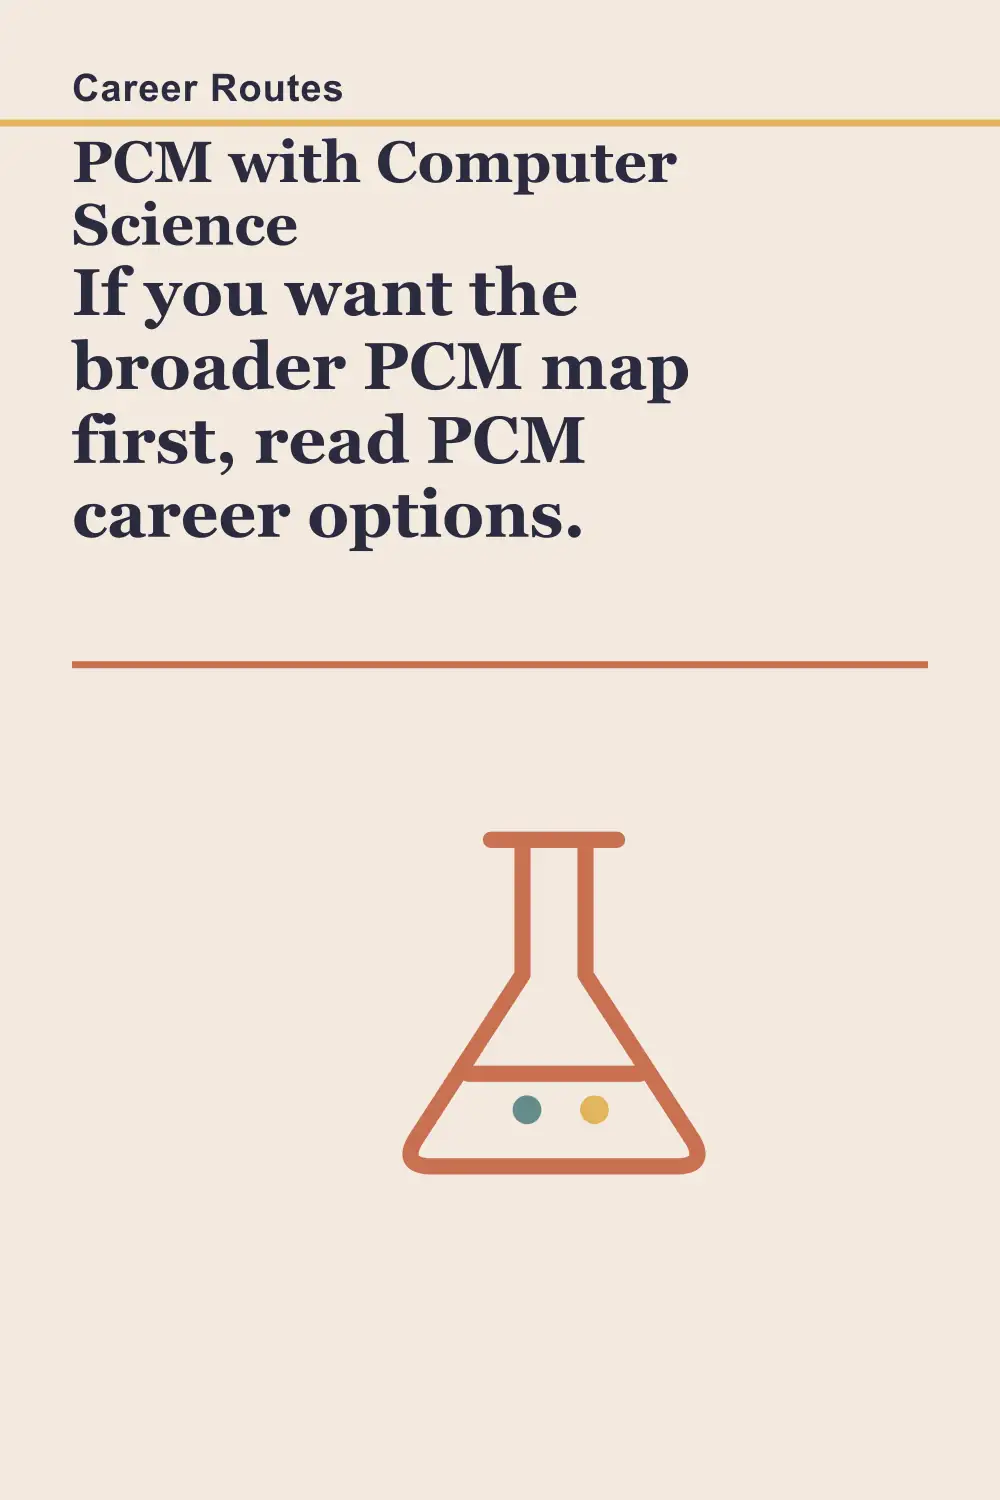 Career Routes
PCM with Computer
Science
If you want the
broader PCM map
first, read PCM
career options.